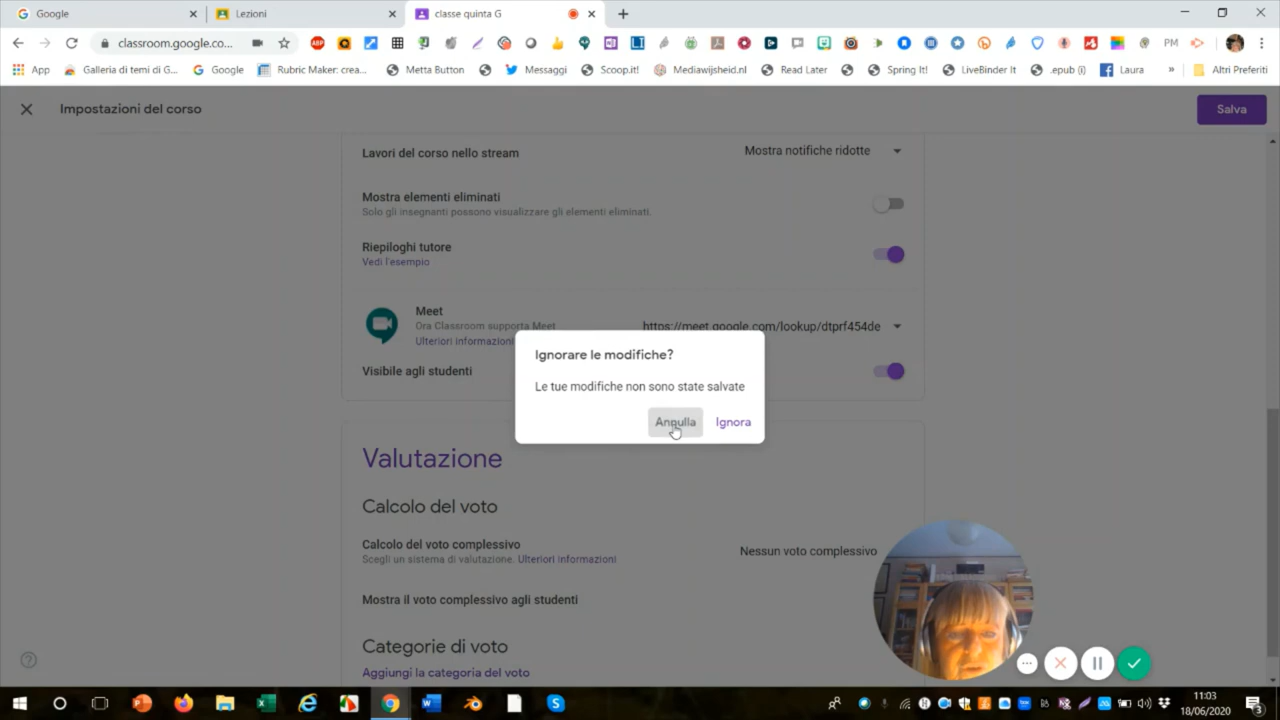 Google
Lezioni
classe quinta G
classroom.google.co...
PM
App
Galleria di temi di G...
Google
Rubric Maker: crea...
Metta Button
Messaggi
Scoop.it!
Mediawijsheid.nl
Read Later
Spring It!
LiveBinder It
.epub (i)
Laura
»
Altri Preferiti
Impostazioni del corso
Salva
Lavori del corso nello stream
Mostra notifiche ridotte
Mostra elementi eliminati
Solo gli insegnanti possono visualizzare gli elementi eliminati.
Riepiloghi tutore
Vedi l'esempio
Meet
Ora Classroom supporta Meet
https://meet.google.com/lookup/dtprf454de
Ulteriori informazioni
Visibile agli studenti
Ignorare le modifiche?
Le tue modifiche non sono state salvate
Annulla
Ignora
Valutazione
Calcolo del voto
Calcolo del voto complessivo
Scegli un sistema di valutazione. Ulteriori informazioni
Nessun voto complessivo
Mostra il voto complessivo agli studenti
Categorie di voto
Aggiungi la categoria del voto
11:03
18/06/2020